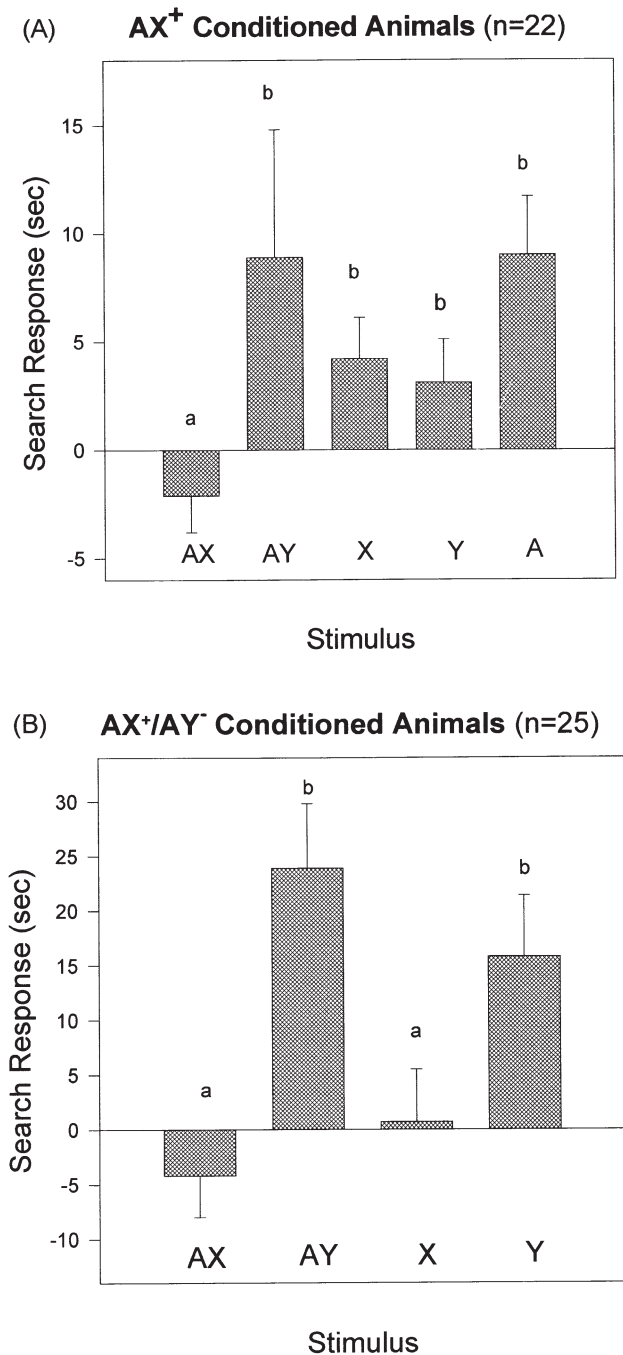 (A) AX⁺ Conditioned Animals (n=22)
Search Response (sec)
15
10
5
0
-5
b
b
b
b
a
AX AY X Y A
Stimulus
(B) AX⁺/AY⁻ Conditioned Animals (n=25)
Search Response (sec)
30
25
20
15
10
5
0
-5
-10
b
b
a
a
AX AY X Y
Stimulus